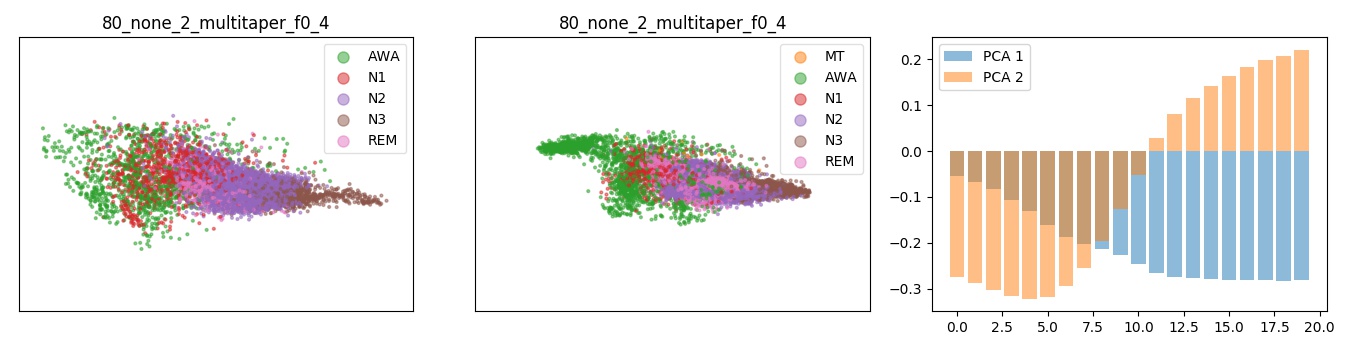 80_none_2_multitaper_f0_4
AWA
N1
N2
N3
REM
80_none_2_multitaper_f0_4
MT
AWA
N1
N2
N3
REM
PCA 1
PCA 2
0.2
0.1
0.0
−0.1
−0.2
−0.3
0.0 2.5 5.0 7.5 10.0 12.5 15.0 17.5 20.0